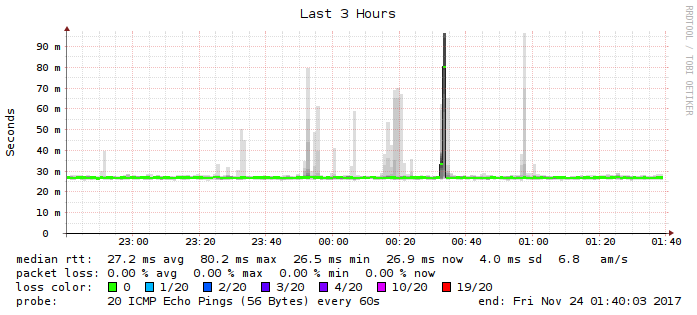 Last 3 Hours
RRDTOOL / TOBI OETIKER
Seconds
90 m
80 m
70 m
60 m
50 m
40 m
30 m
20 m
10 m
0
23:00 23:20 23:40 00:00 00:20 00:40 01:00 01:20 01:40
median rtt: 27.2 ms avg 80.2 ms max 26.5 ms min 26.9 ms now 4.0 ms sd 6.8 am/s
packet loss: 0.00 % avg 0.00 % max 0.00 % min 0.00 % now
loss color: 0 1/20 2/20 3/20 4/20 10/20 19/20
probe: 20 ICMP Echo Pings (56 Bytes) every 60s end: Fri Nov 24 01:40:03 2017